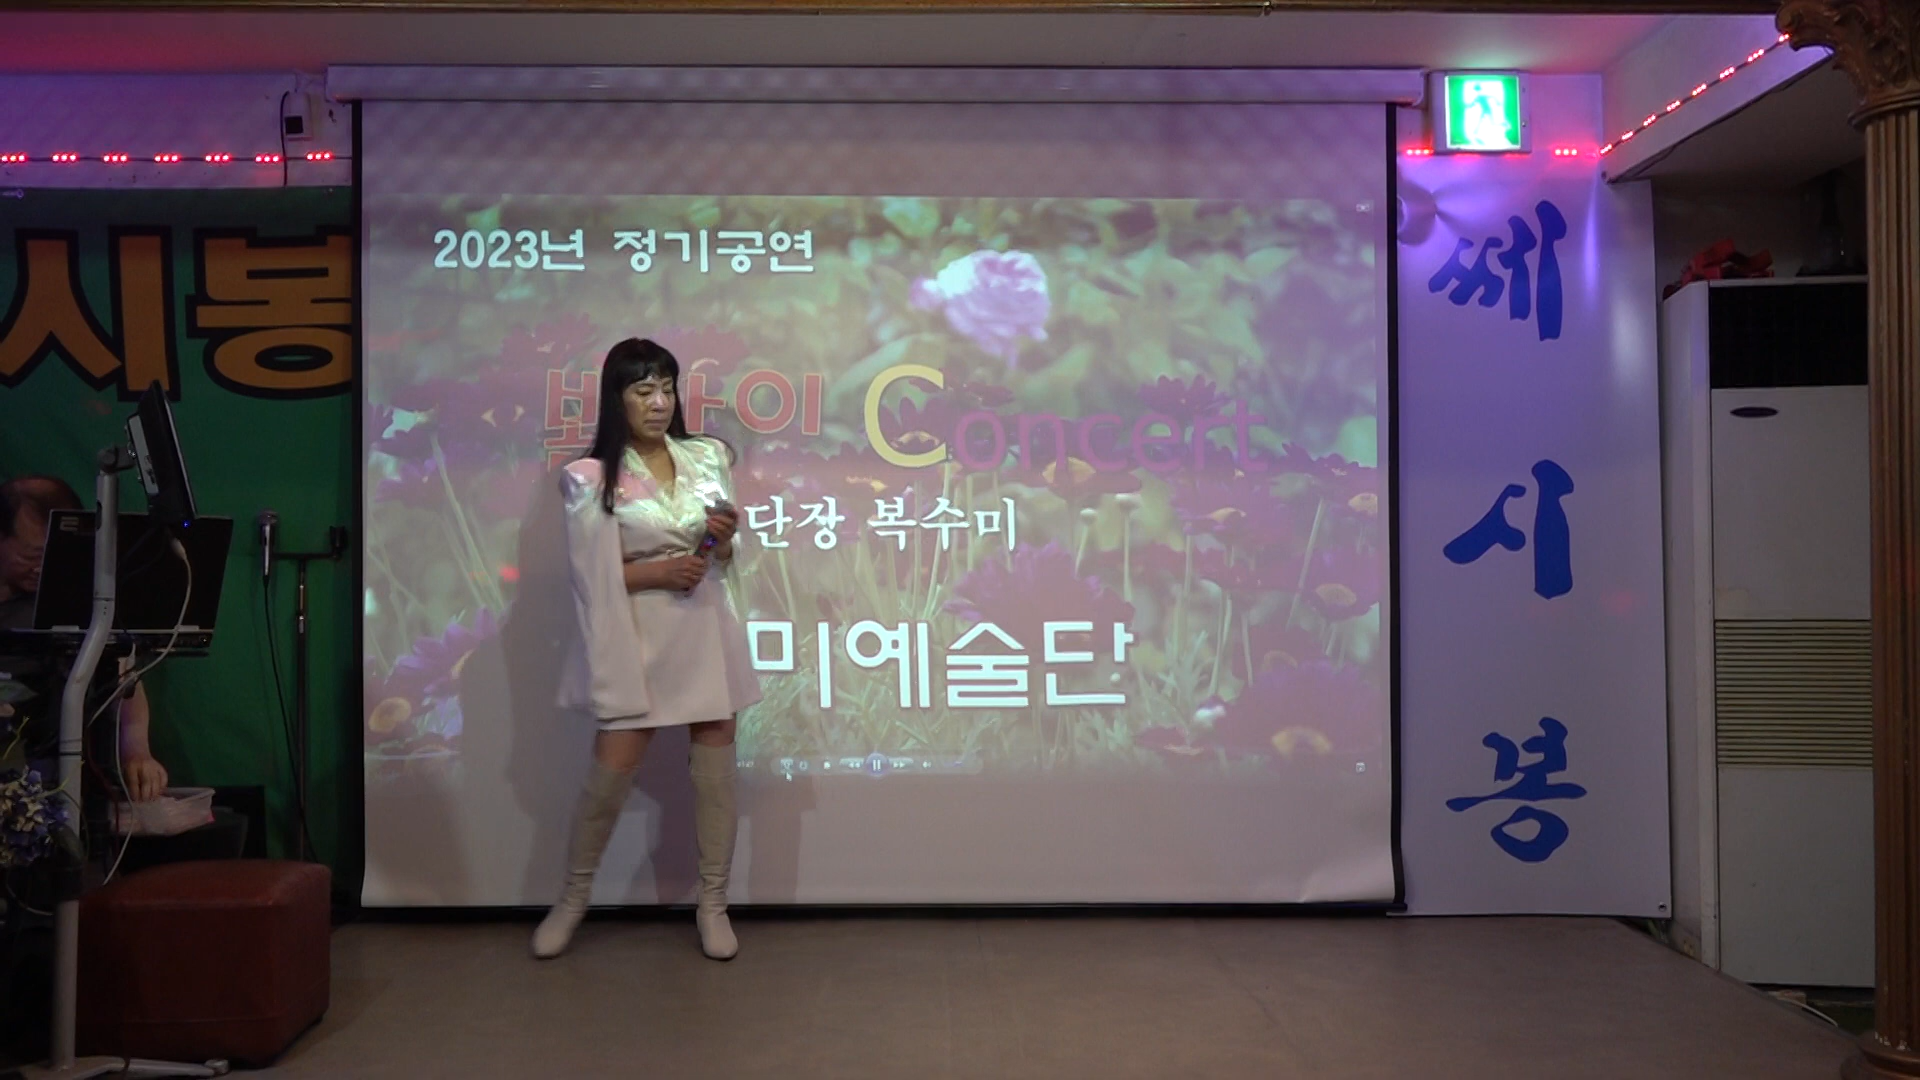 2023년 정기공연
Concert
단장 복수미
미예술단
시봉
쎄시봉